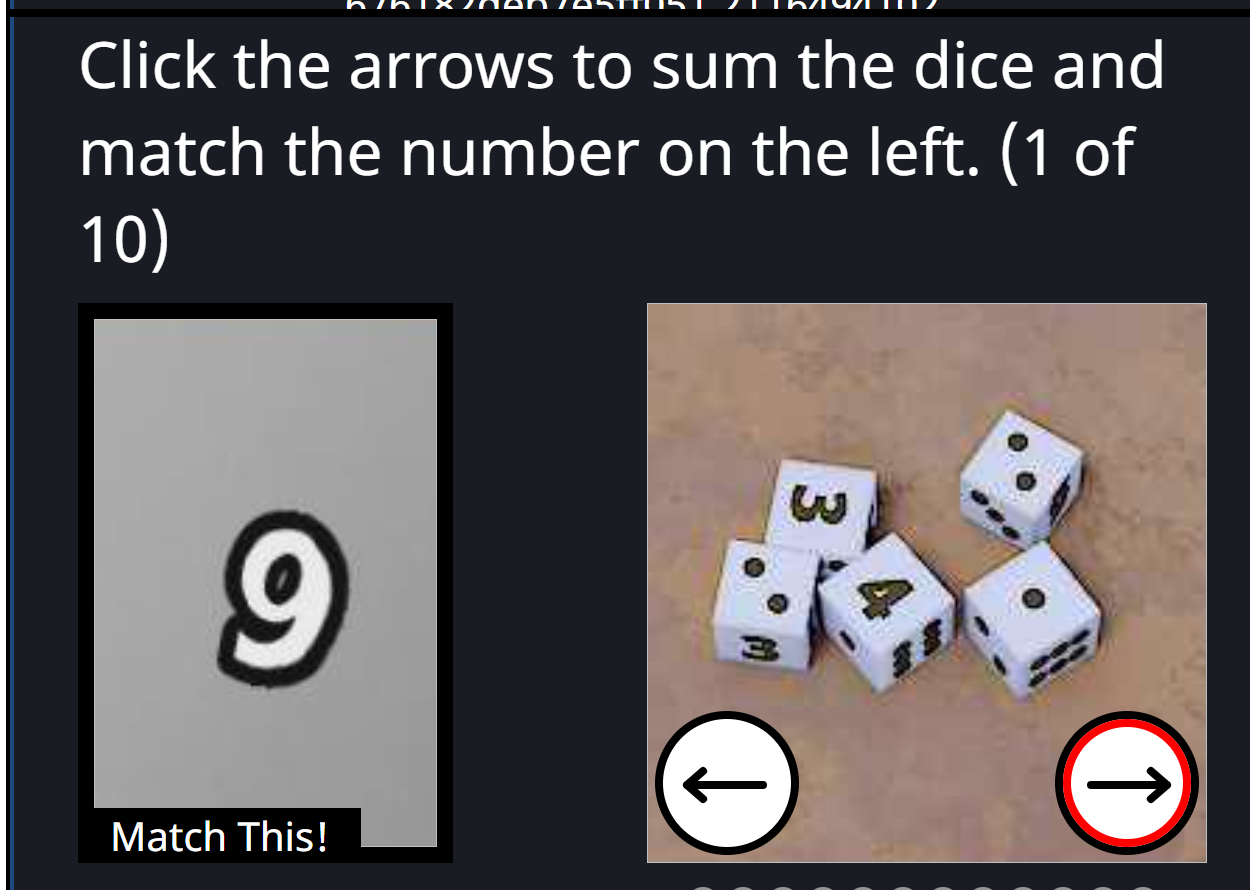 Click the arrows to sum the dice and
match the number on the left. (1 of
10)
9
3
3
4
Match This!